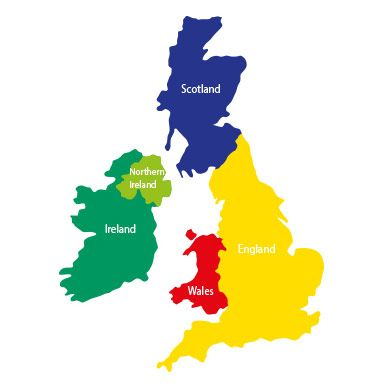 Scotland
Northern
Ireland
Ireland
England
Wales